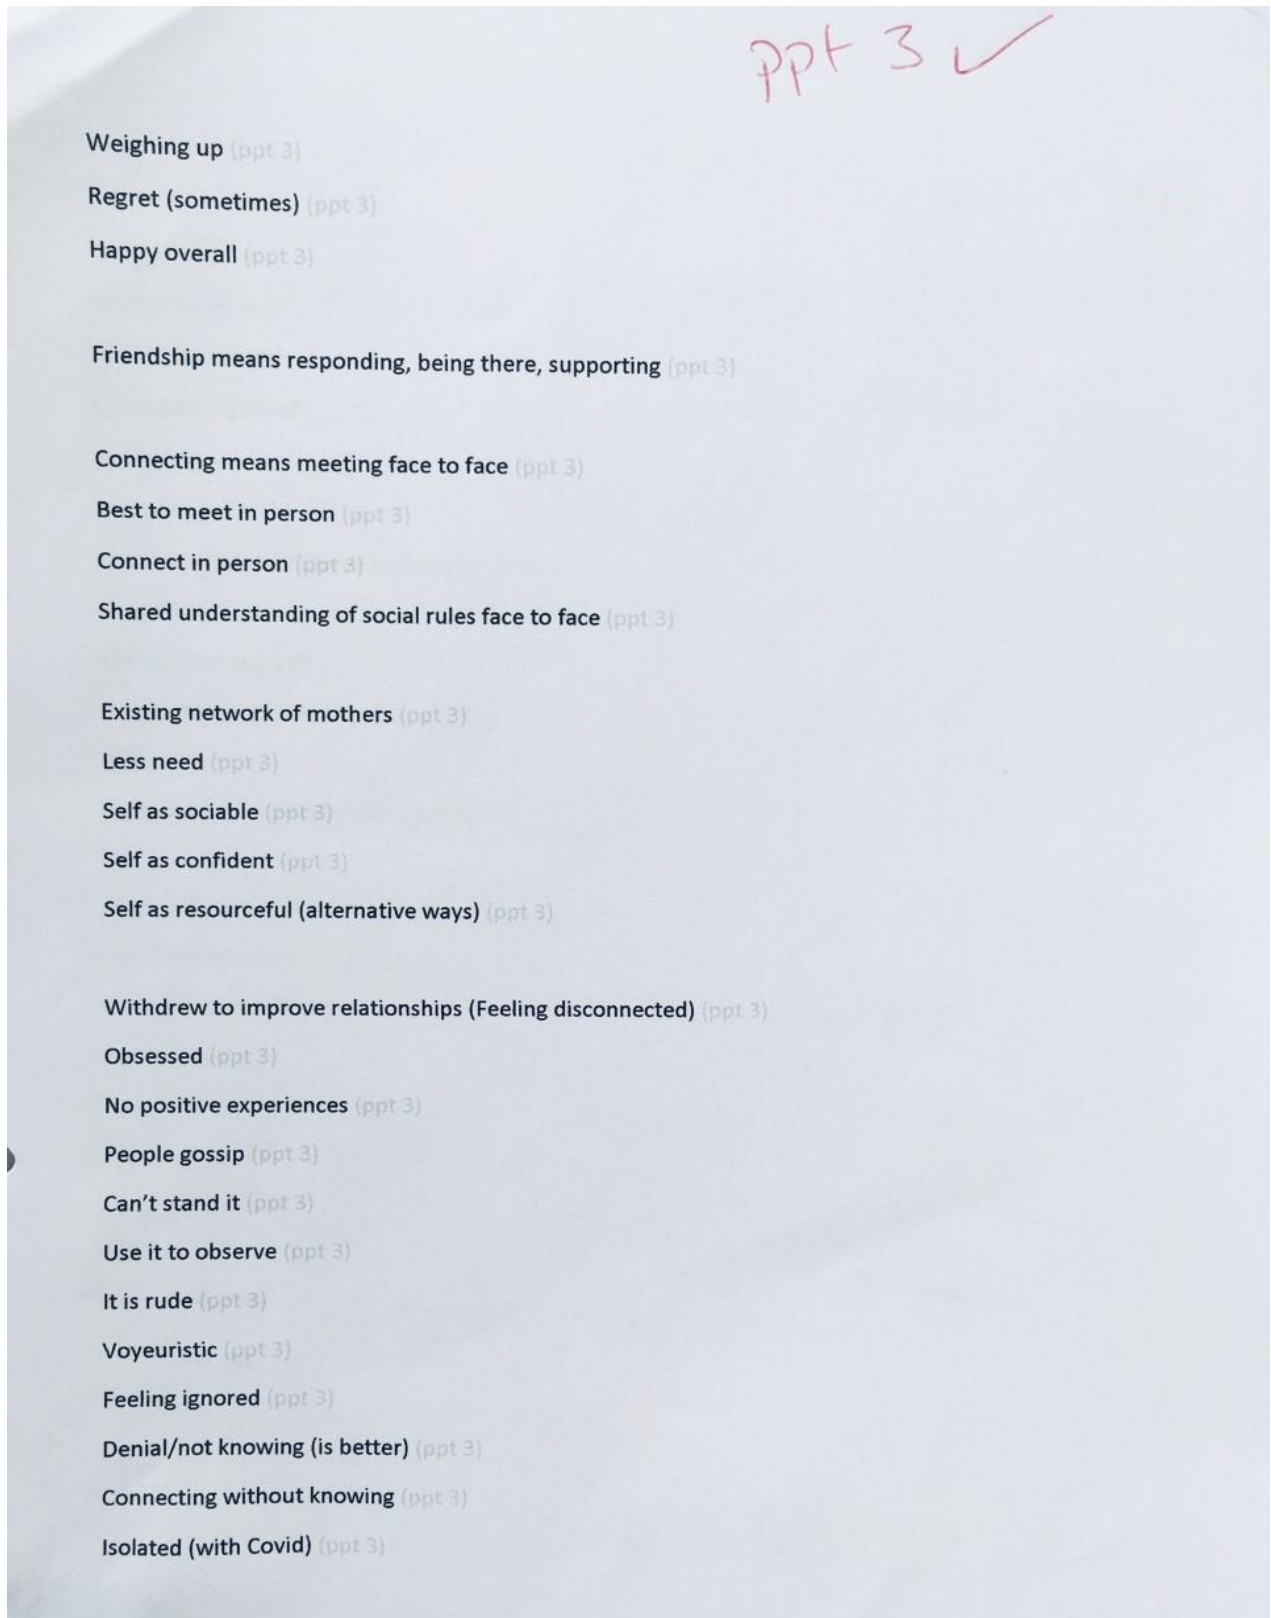 ppt 3 ✓
Weighing up (ppt 3)
Regret (sometimes) (ppt 3)
Happy overall (ppt 3)
Friendship means responding, being there, supporting (ppt 3)
Connecting means meeting face to face (ppt 3)
Best to meet in person (ppt 3)
Connect in person (ppt 3)
Shared understanding of social rules face to face (ppt 3)
Existing network of mothers (ppt 3)
Less need (ppt 3)
Self as sociable (ppt 3)
Self as confident (ppt 3)
Self as resourceful (alternative ways) (ppt 3)
Withdrew to improve relationships (Feeling disconnected) (ppt 3)
Obsessed (ppt 3)
No positive experiences (ppt 3)
People gossip (ppt 3)
Can't stand it (ppt 3)
Use it to observe (ppt 3)
It is rude (ppt 3)
Voyeuristic (ppt 3)
Feeling ignored (ppt 3)
Denial/not knowing (is better) (ppt 3)
Connecting without knowing (ppt 3)
Isolated (with Covid) (ppt 3)